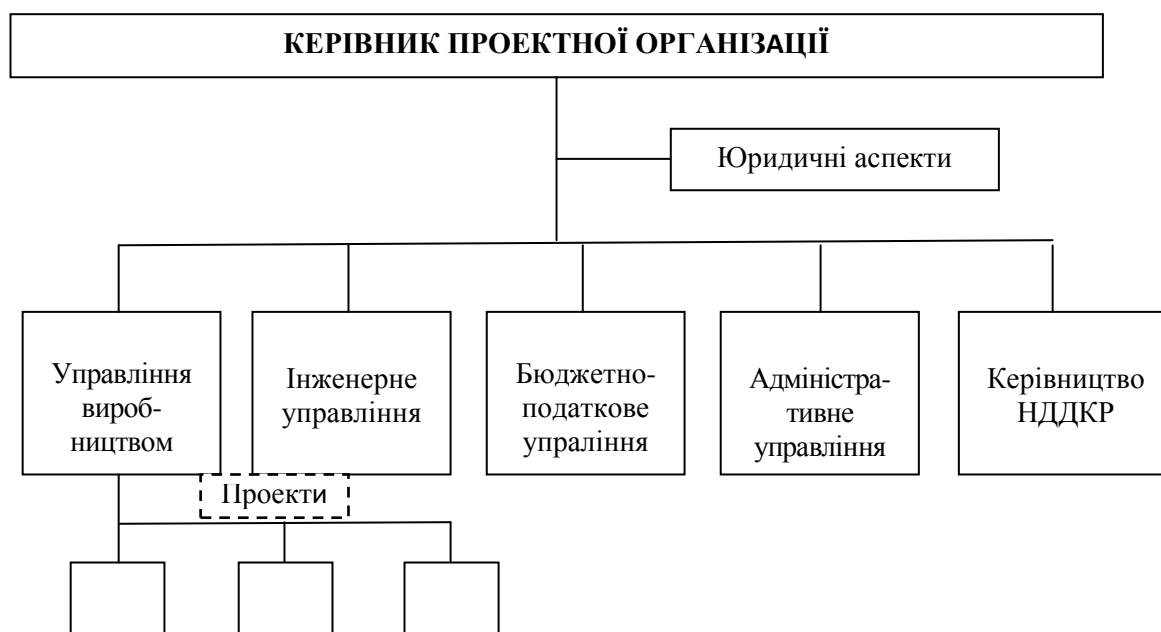 КЕРІВНИК ПРОЕКТНОЇ ОРГАНІЗАЦІЇ
Юридичні аспекти
Управління
вироб-
ництвом
Інженерне
управління
Бюджетно-
податкове
упраління
Адміністра-
тивне
управління
Керівництво
НДДКР
Проекти